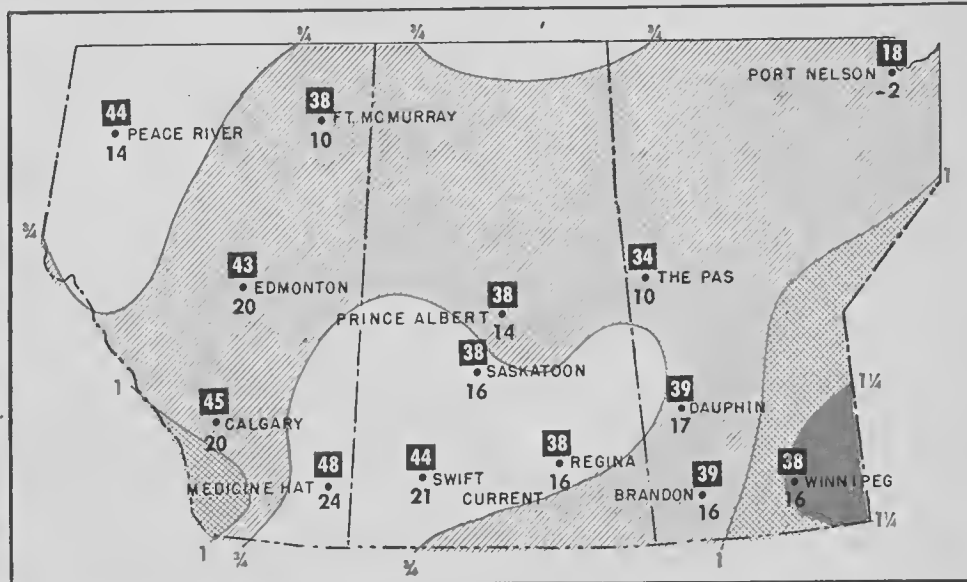 ¾ ¾ ¾
18
PORT NELSON
-2
44
PEACE RIVER
14
38
FT. MCMURRAY
10
1
¾
43
EDMONTON
20
34
THE PAS
10
38
PRINCE ALBERT
14
38
SASKATOON
16
1
1¼
45
CALGARY
20
39
DAUPHIN
17
48
MEDICINE HAT
24
44
SWIFT
21 CURRENT
38
REGINA
16
39
BRANDON
16
38
WINNIPEG
16
1¼
1 ¾ ¾ 1